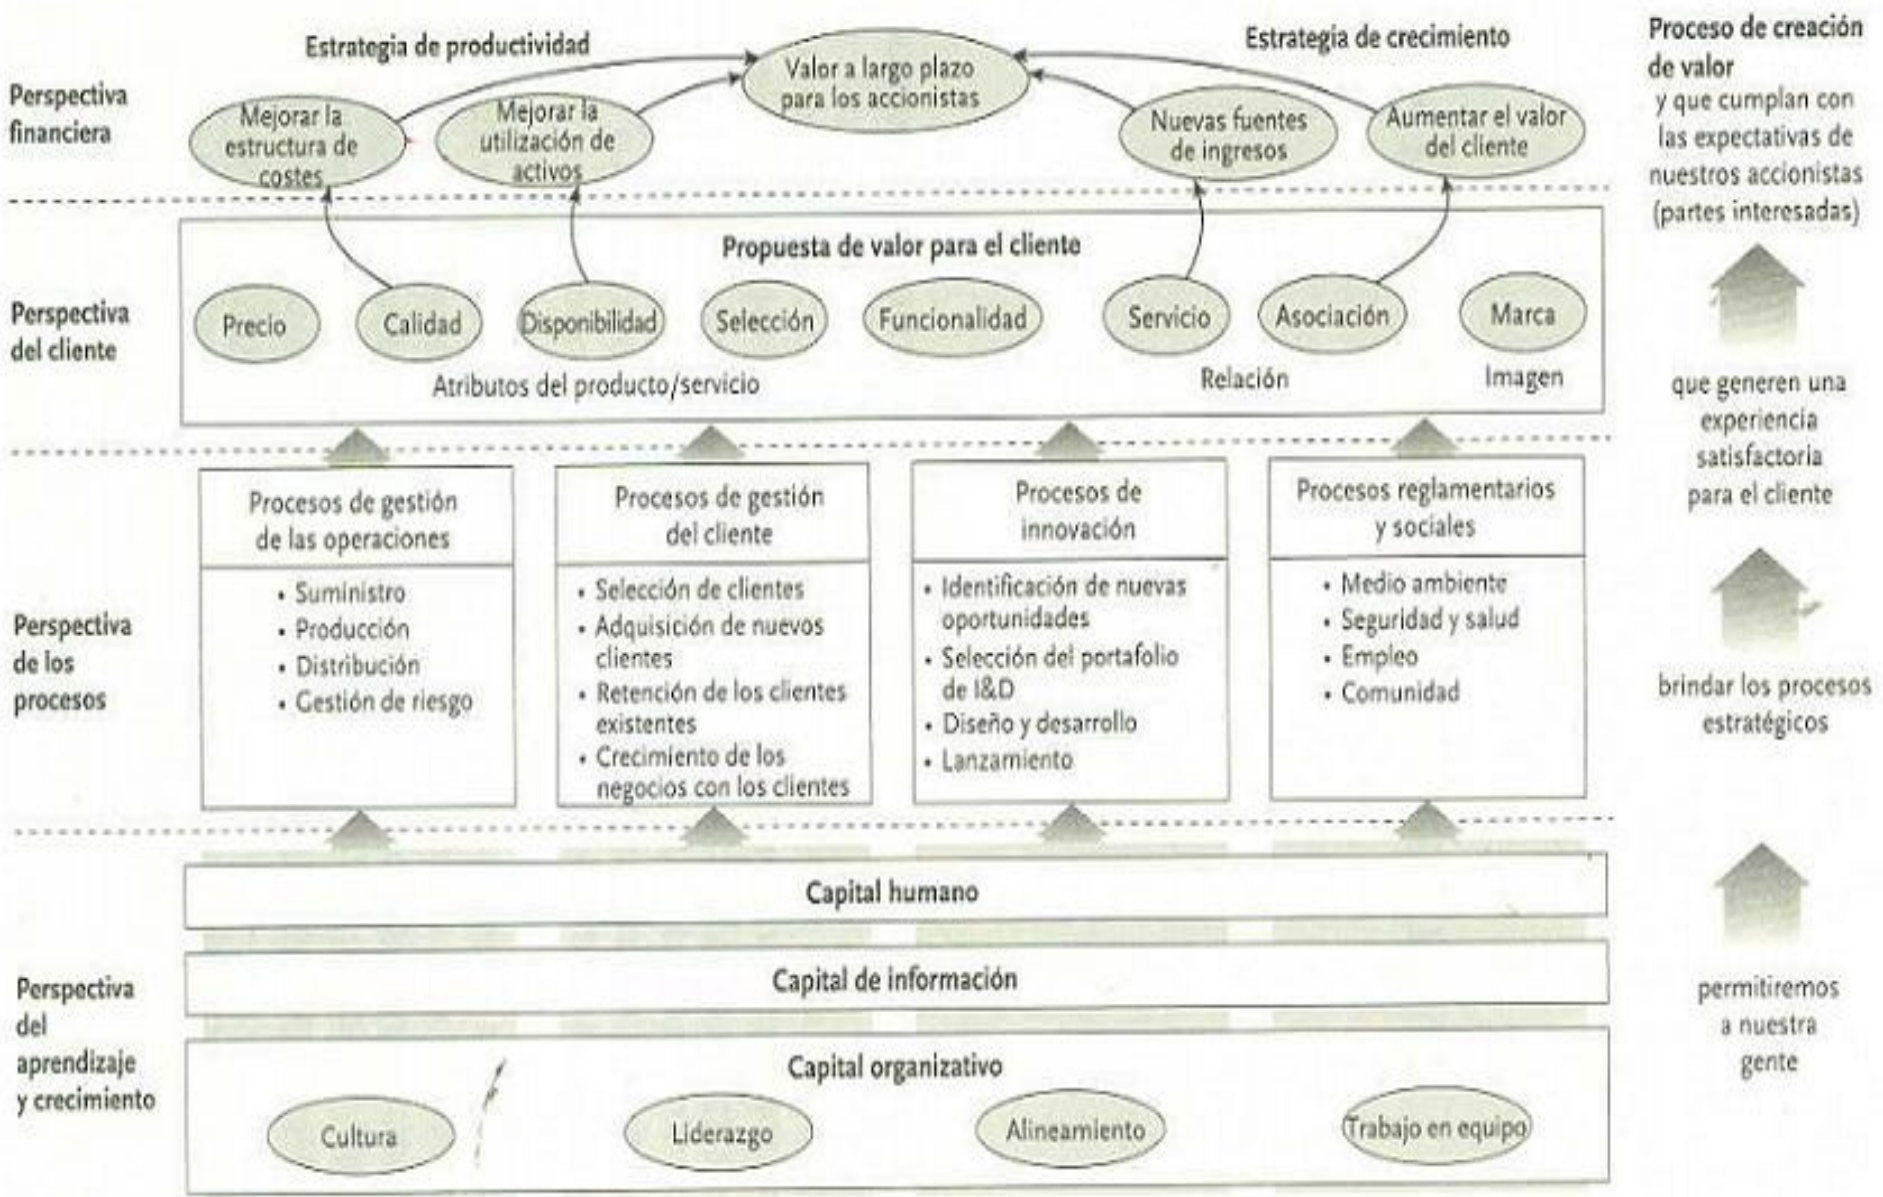 Estrategia de productividad
Estrategia de crecimiento
Proceso de creación
de valor
y que cumplan con
las expectativas de
nuestros accionistas
(partes interesadas)
Perspectiva
financiera
Mejorar la
estructura de
costes
Mejorar la
utilización de
activos
Valor a largo plazo
para los accionistas
Nuevas fuentes
de ingresos
Aumentar el valor
del cliente
Propuesta de valor para el cliente
Perspectiva
del cliente
Precio
Calidad
Disponibilidad
Selección
Funcionalidad
Servicio
Asociación
Marca
Atributos del producto/servicio
Relación
Imagen
que generen una
experiencia
satisfactoria
para el cliente
Perspectiva
de los
procesos
Procesos de gestión
de las operaciones
• Suministro
• Producción
• Distribución
• Gestión de riesgo
Procesos de gestión
del cliente
• Selección de clientes
• Adquisición de nuevos
clientes
• Retención de los clientes
existentes
• Crecimiento de los
negocios con los clientes
Procesos de
innovación
• Identificación de nuevas
oportunidades
• Selección del portafolio
de I&D
• Diseño y desarrollo
• Lanzamiento
Procesos reglamentarios
y sociales
• Medio ambiente
• Seguridad y salud
• Empleo
• Comunidad
brindar los procesos
estratégicos
Perspectiva
del
aprendizaje
y crecimiento
Capital humano
Capital de información
Capital organizativo
Cultura
Liderazgo
Alineamiento
Trabajo en equipo
permitiremos
a nuestra
gente